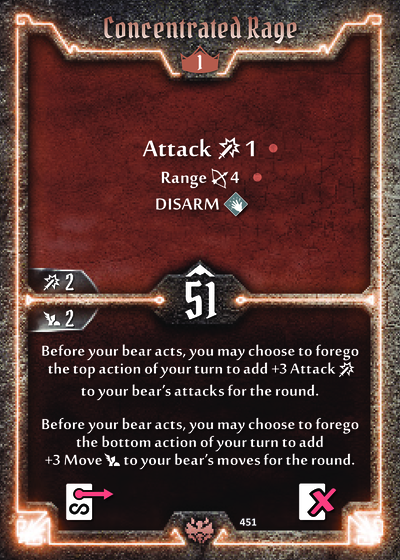 Concentrated Rage
1
Attack 1
Range 4
DISARM
2
51
2
Before your bear acts, you may choose to forego
the top action of your turn to add +3 Attack
to your bear's attacks for the round.
Before your bear acts, you may choose to forego
the bottom action of your turn to add
+3 Move to your bear's moves for the round.
451